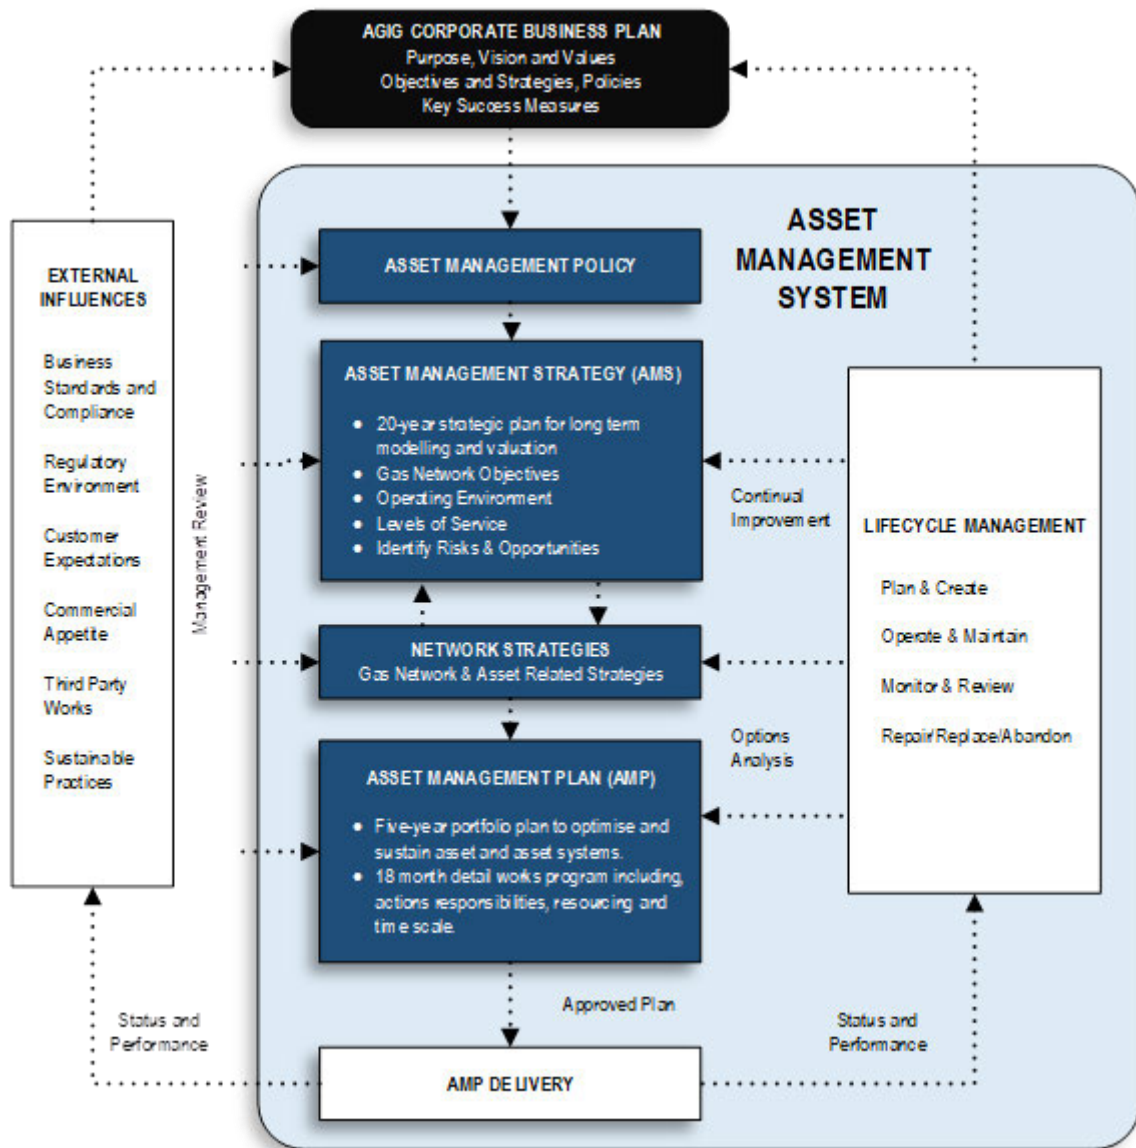 AGIG CORPORATE BUSINESS PLAN
Purpose, Vision and Values
Objectives and Strategies, Policies
Key Success Measures
ASSET
MANAGEMENT
SYSTEM
EXTERNAL
INFLUENCES
Business
Standards and
Compliance
Regulatory
Environment
Customer
Expectations
Commercial
Appetite
Third Party
Works
Sustainable
Practices
Management Review
ASSET MANAGEMENT POLICY
ASSET MANAGEMENT STRATEGY (AMS)
● 20-year strategic plan for long term
modelling and valuation
● Gas Network Objectives
● Operating Environment
● Levels of Service
● Identify Risks & Opportunities
Continual
Improvement
LIFECYCLE MANAGEMENT
Plan & Create
Operate & Maintain
Monitor & Review
Repair/Replace/Abandon
NETWORK STRATEGIES
Gas Network & Asset Related Strategies
Options
Analysis
ASSET MANAGEMENT PLAN (AMP)
● Five-year portfolio plan to optimise and
sustain asset and asset systems.
● 18 month detail works program including,
actions responsibilities, resourcing and
time scale.
Approved Plan
Status and
Performance
Status and
Performance
AMP DELIVERY